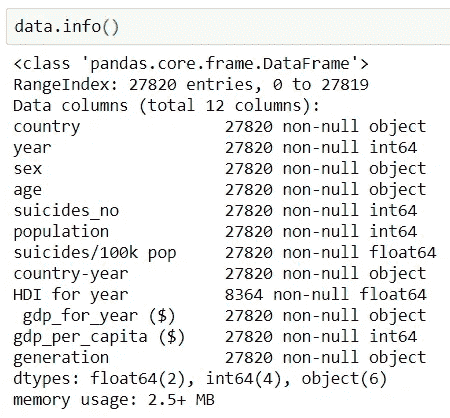 data.info()
<class 'pandas.core.frame.DataFrame'>
RangeIndex: 27820 entries, 0 to 27819
Data columns (total 12 columns):
country               27820 non-null object
year                  27820 non-null int64
sex                   27820 non-null object
age                   27820 non-null object
suicides_no           27820 non-null int64
population            27820 non-null int64
suicides/100k pop     27820 non-null float64
country-year          27820 non-null object
HDI for year          8364 non-null float64
 gdp_for_year ($)     27820 non-null object
gdp_per_capita ($)    27820 non-null int64
generation            27820 non-null object
dtypes: float64(2), int64(4), object(6)
memory usage: 2.5+ MB